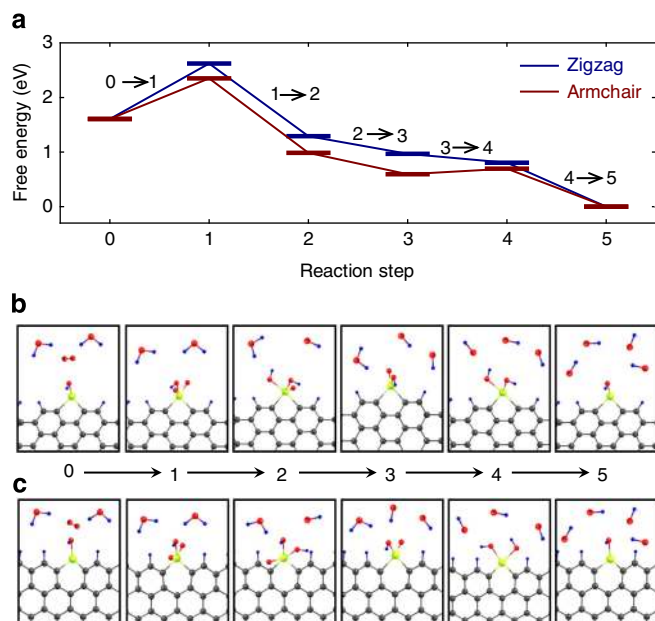 a
3
2
1
0
Free energy (eV)
0→1
1→2
2→3
3→4
4→5
Zigzag
Armchair
0 1 2 3 4 5
Reaction step
b
0 → 1 → 2 → 3 → 4 → 5
c